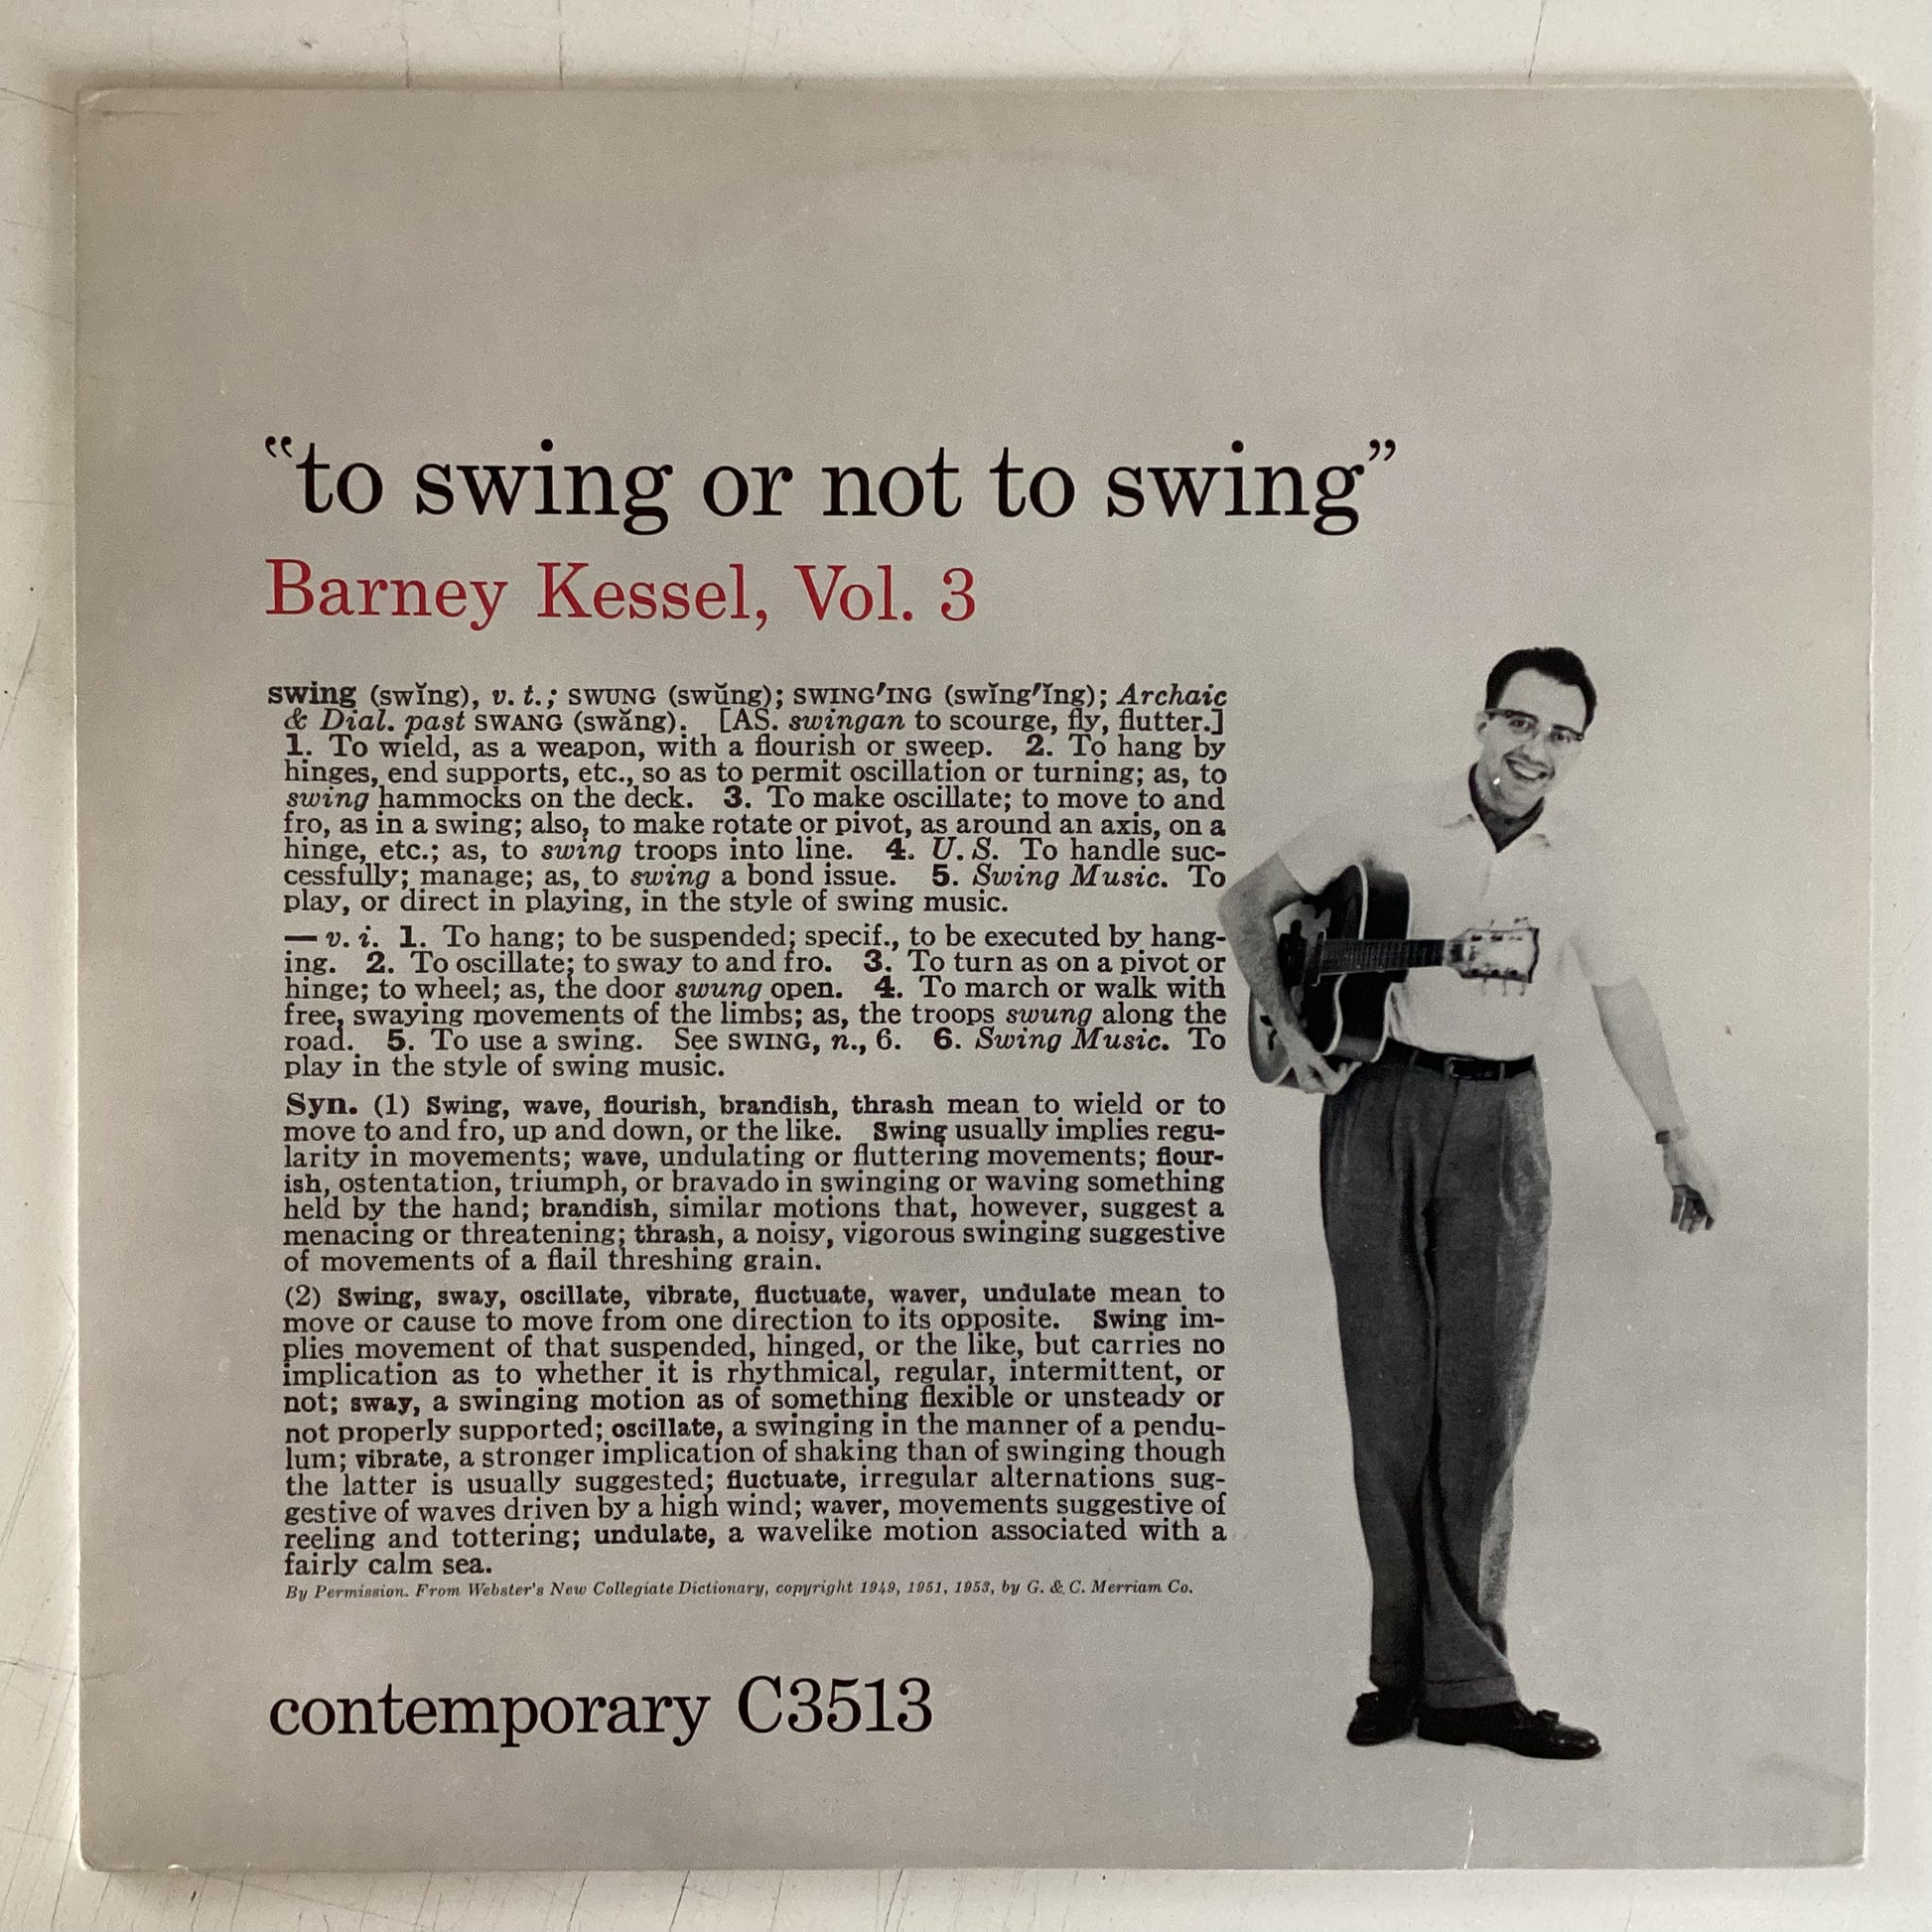 “to swing or not to swing”
Barney Kessel, Vol. 3
swing (swĭng), v. t.; SWUNG (swŭng); SWING′ING (swĭng′ĭng); Archaic
& Dial. past SWANG (swăng). [AS. swingan to scourge, fly, flutter.]
1. To wield, as a weapon, with a flourish or sweep. 2. To hang by
hinges, end supports, etc., so as to permit oscillation or turning; as, to
swing hammocks on the deck. 3. To make oscillate; to move to and
fro, as in a swing; also, to make rotate or pivot, as around an axis, on a
hinge, etc.; as, to swing troops into line. 4. U. S. To handle suc-
cessfully; manage; as, to swing a bond issue. 5. Swing Music. To
play, or direct in playing, in the style of swing music.
— v. i. 1. To hang; to be suspended; specif., to be executed by hang-
ing. 2. To oscillate; to sway to and fro. 3. To turn as on a pivot or
hinge; to wheel; as, the door swung open. 4. To march or walk with
free, swaying movements of the limbs; as, the troops swung along the
road. 5. To use a swing. See SWING, n., 6. 6. Swing Music. To
play in the style of swing music.
Syn. (1) Swing, wave, flourish, brandish, thrash mean to wield or to
move to and fro, up and down, or the like. Swing usually implies regu-
larity in movements; wave, undulating or fluttering movements; flour-
ish, ostentation, triumph, or bravado in swinging or waving something
held by the hand; brandish, similar motions that, however, suggest a
menacing or threatening; thrash, a noisy, vigorous swinging suggestive
of movements of a flail threshing grain.
(2) Swing, sway, oscillate, vibrate, fluctuate, waver, undulate mean to
move or cause to move from one direction to its opposite. Swing im-
plies movement of that suspended, hinged, or the like, but carries no
implication as to whether it is rhythmical, regular, intermittent, or
not; sway, a swinging motion as of something flexible or unsteady or
not properly supported; oscillate, a swinging in the manner of a pendu-
lum; vibrate, a stronger implication of shaking than of swinging though
the latter is usually suggested; fluctuate, irregular alternations sug-
gestive of waves driven by a high wind; waver, movements suggestive of
reeling and tottering; undulate, a wavelike motion associated with a
fairly calm sea.
By Permission. From Webster's New Collegiate Dictionary, copyright 1949, 1951, 1953, by G. & C. Merriam Co.
contemporary C3513